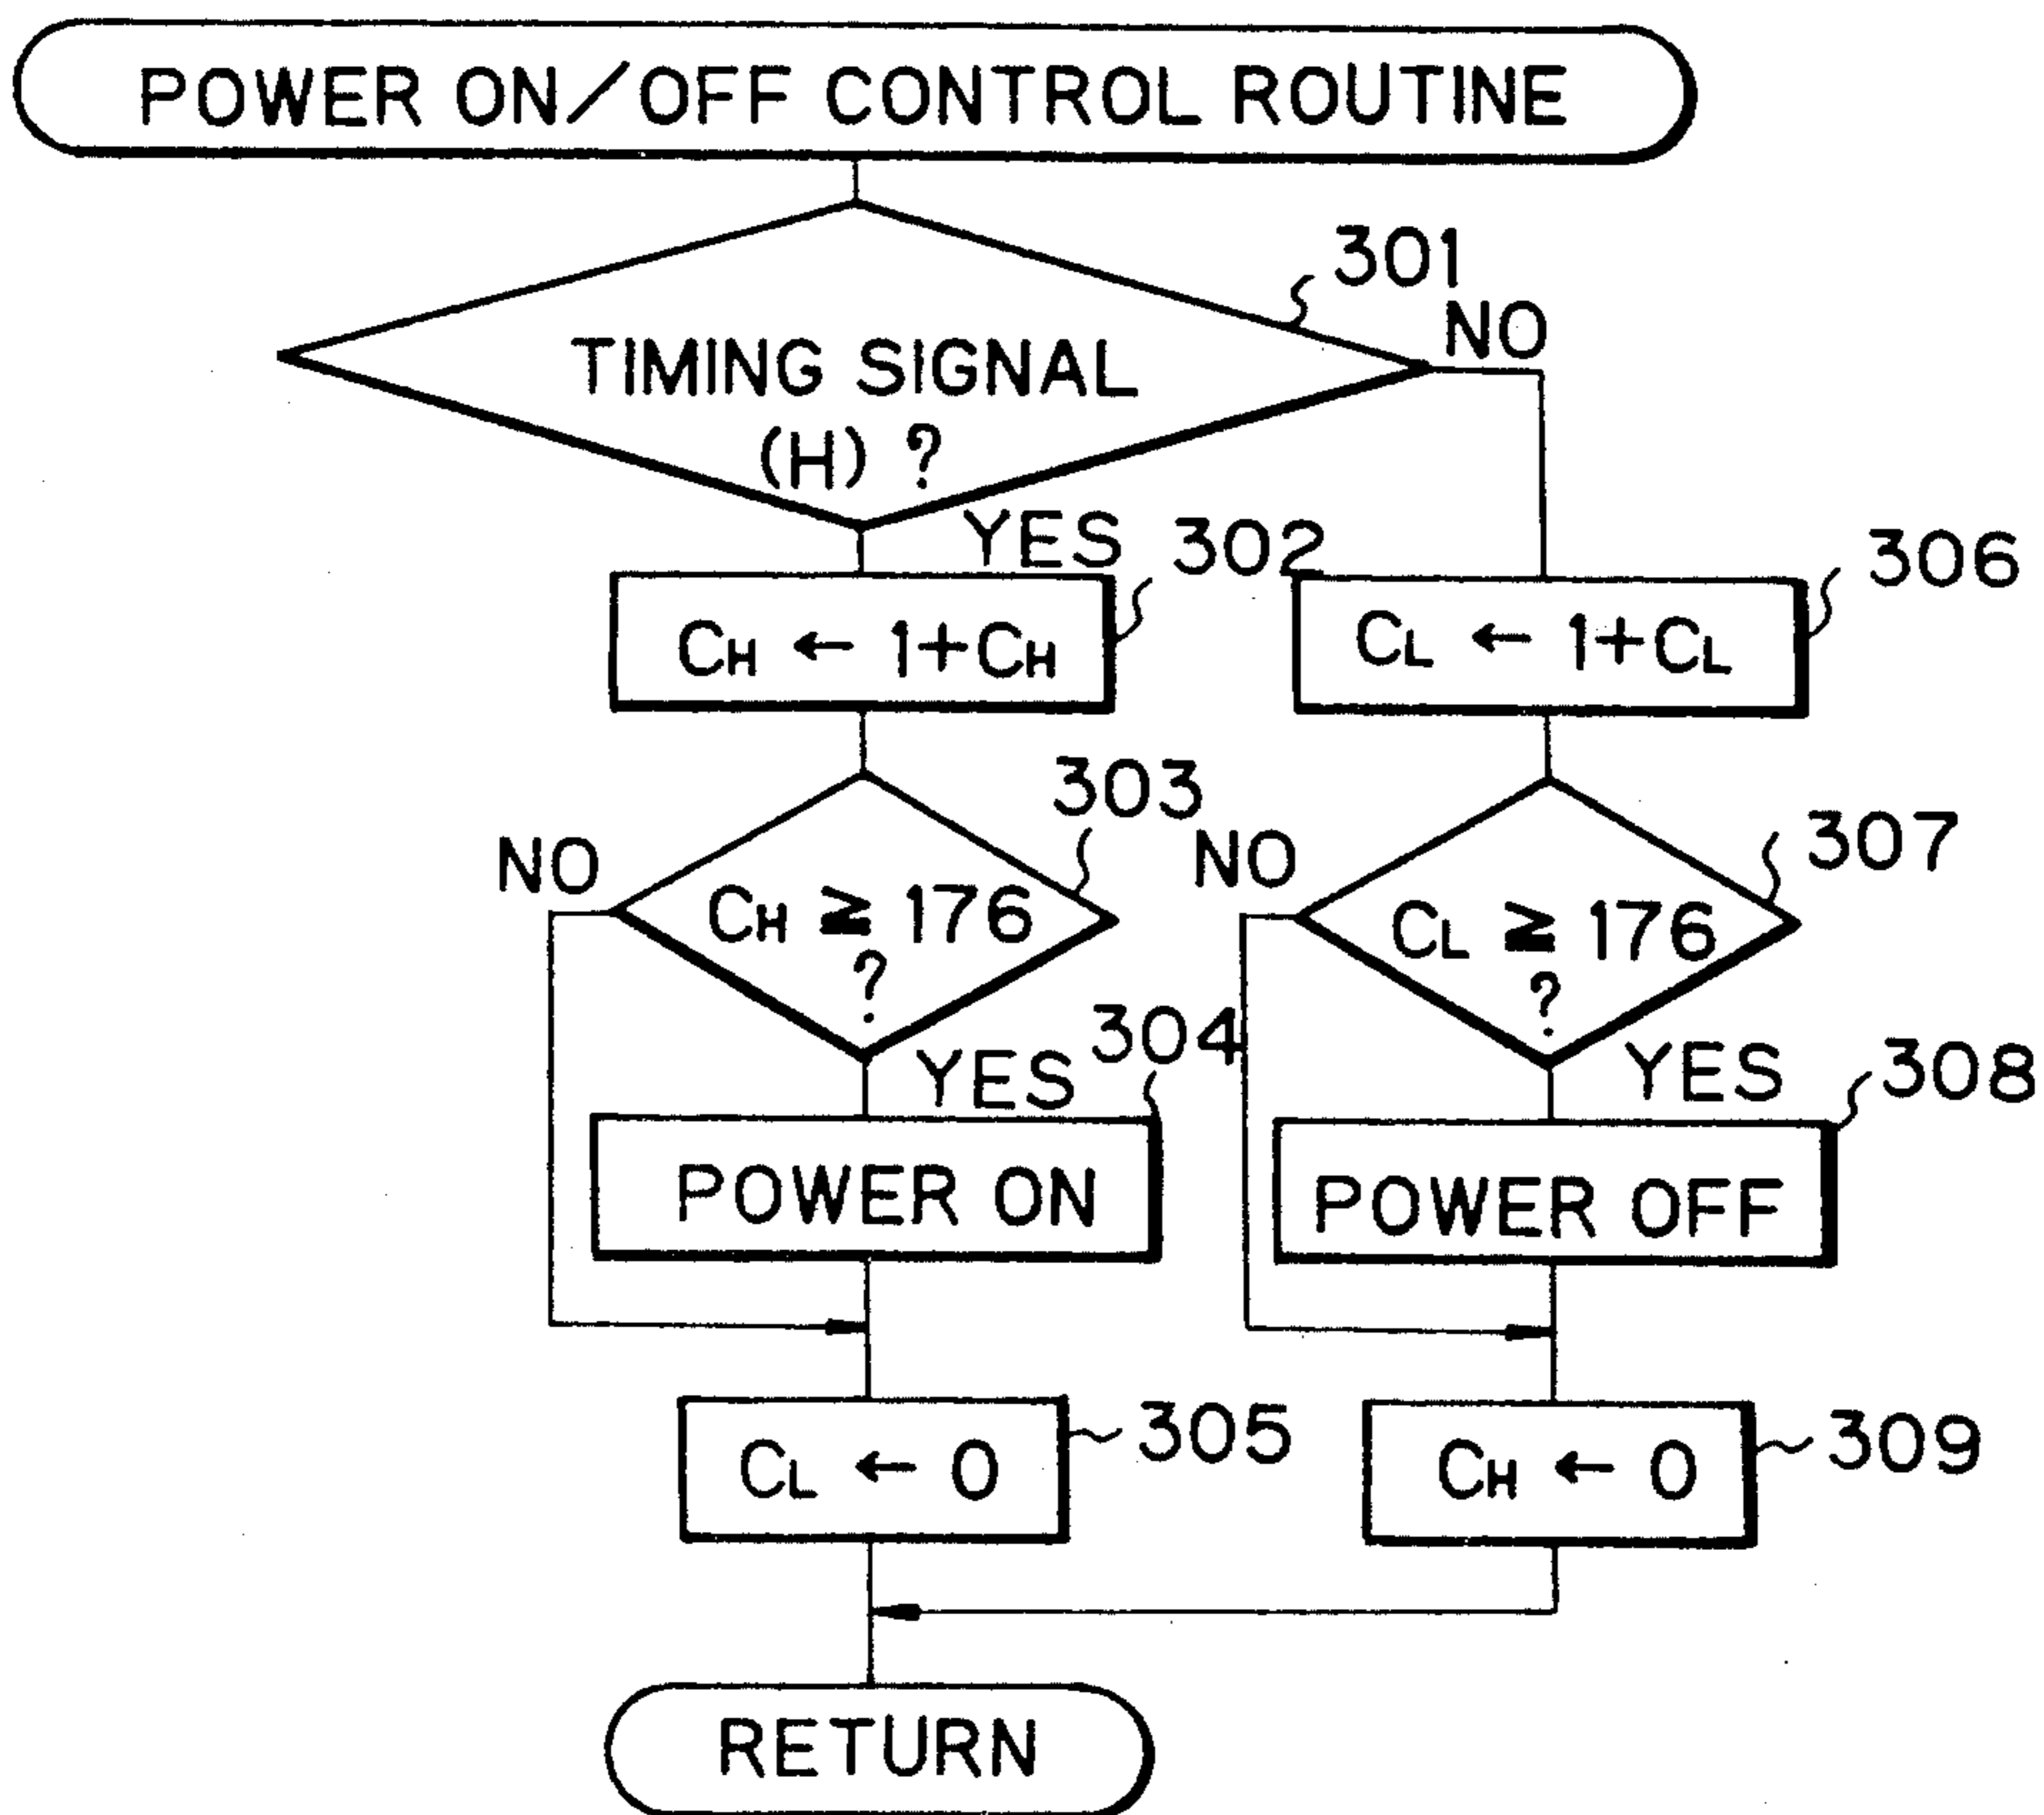 POWER ON/OFF CONTROL ROUTINE
301
NO
TIMING SIGNAL
(H) ?
YES
302
306
CH ← 1+CH
CL ← 1+CL
303
307
NO
NO
CH ≧ 176
?
CL ≧ 176
?
304
YES
YES
308
POWER ON
POWER OFF
305
309
CL ← 0
CH ← 0
RETURN